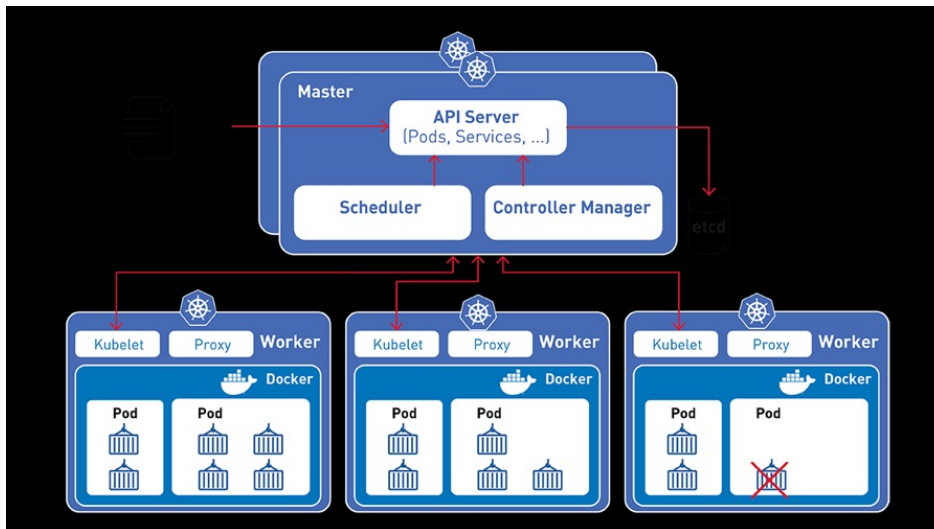 Master
API Server
(Pods, Services, ...)
Scheduler
Controller Manager
etcd
Kubelet
Proxy
Worker
Docker
Pod
Pod
Kubelet
Proxy
Worker
Docker
Pod
Pod
Kubelet
Proxy
Worker
Docker
Pod
Pod